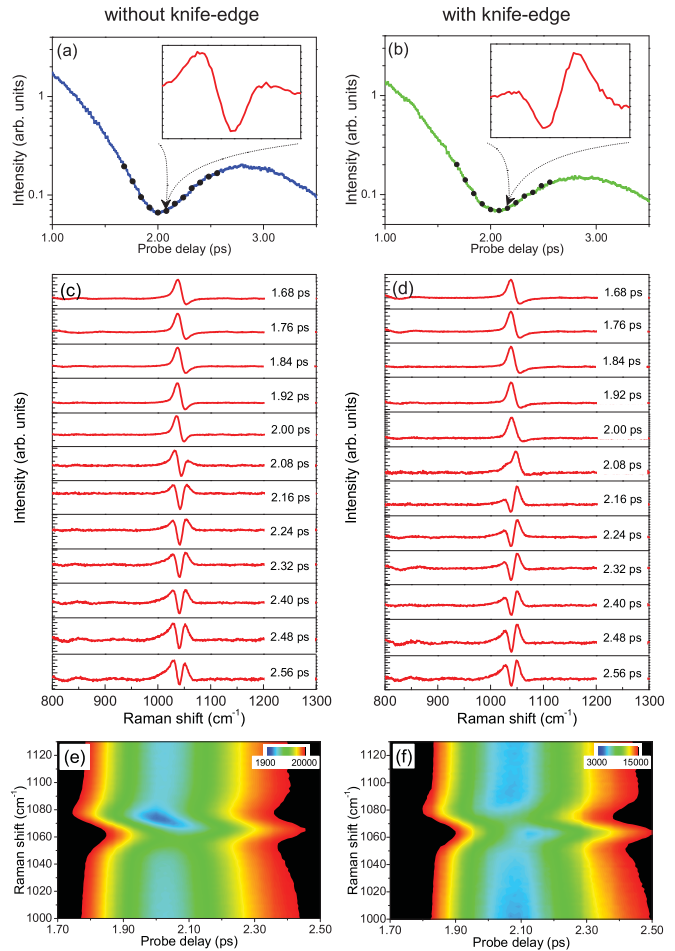 without knife-edge
with knife-edge
(a)
Intensity (arb. units)
1
0.1
1.00 2.00 3.00
Probe delay (ps)
(b)
Intensity (arb. units)
1
0.1
1.00 2.00 3.00
Probe delay (ps)
(c)
Intensity (arb. units)
1.68 ps
1.76 ps
1.84 ps
1.92 ps
2.00 ps
2.08 ps
2.16 ps
2.24 ps
2.32 ps
2.40 ps
2.48 ps
2.56 ps
800 900 1000 1100 1200 1300
Raman shift (cm-1)
(d)
Intensity (arb. units)
1.68 ps
1.76 ps
1.84 ps
1.92 ps
2.00 ps
2.08 ps
2.16 ps
2.24 ps
2.32 ps
2.40 ps
2.48 ps
2.56 ps
800 900 1000 1100 1200 1300
Raman shift (cm-1)
(e)
1900 20000
Raman shift (cm-1)
1120
1100
1080
1060
1040
1020
1000
1.70 1.90 2.10 2.30 2.50
Probe delay (ps)
(f)
3000 15000
Raman shift (cm-1)
1120
1100
1080
1060
1040
1020
1000
1.70 1.90 2.10 2.30 2.50
Probe delay (ps)